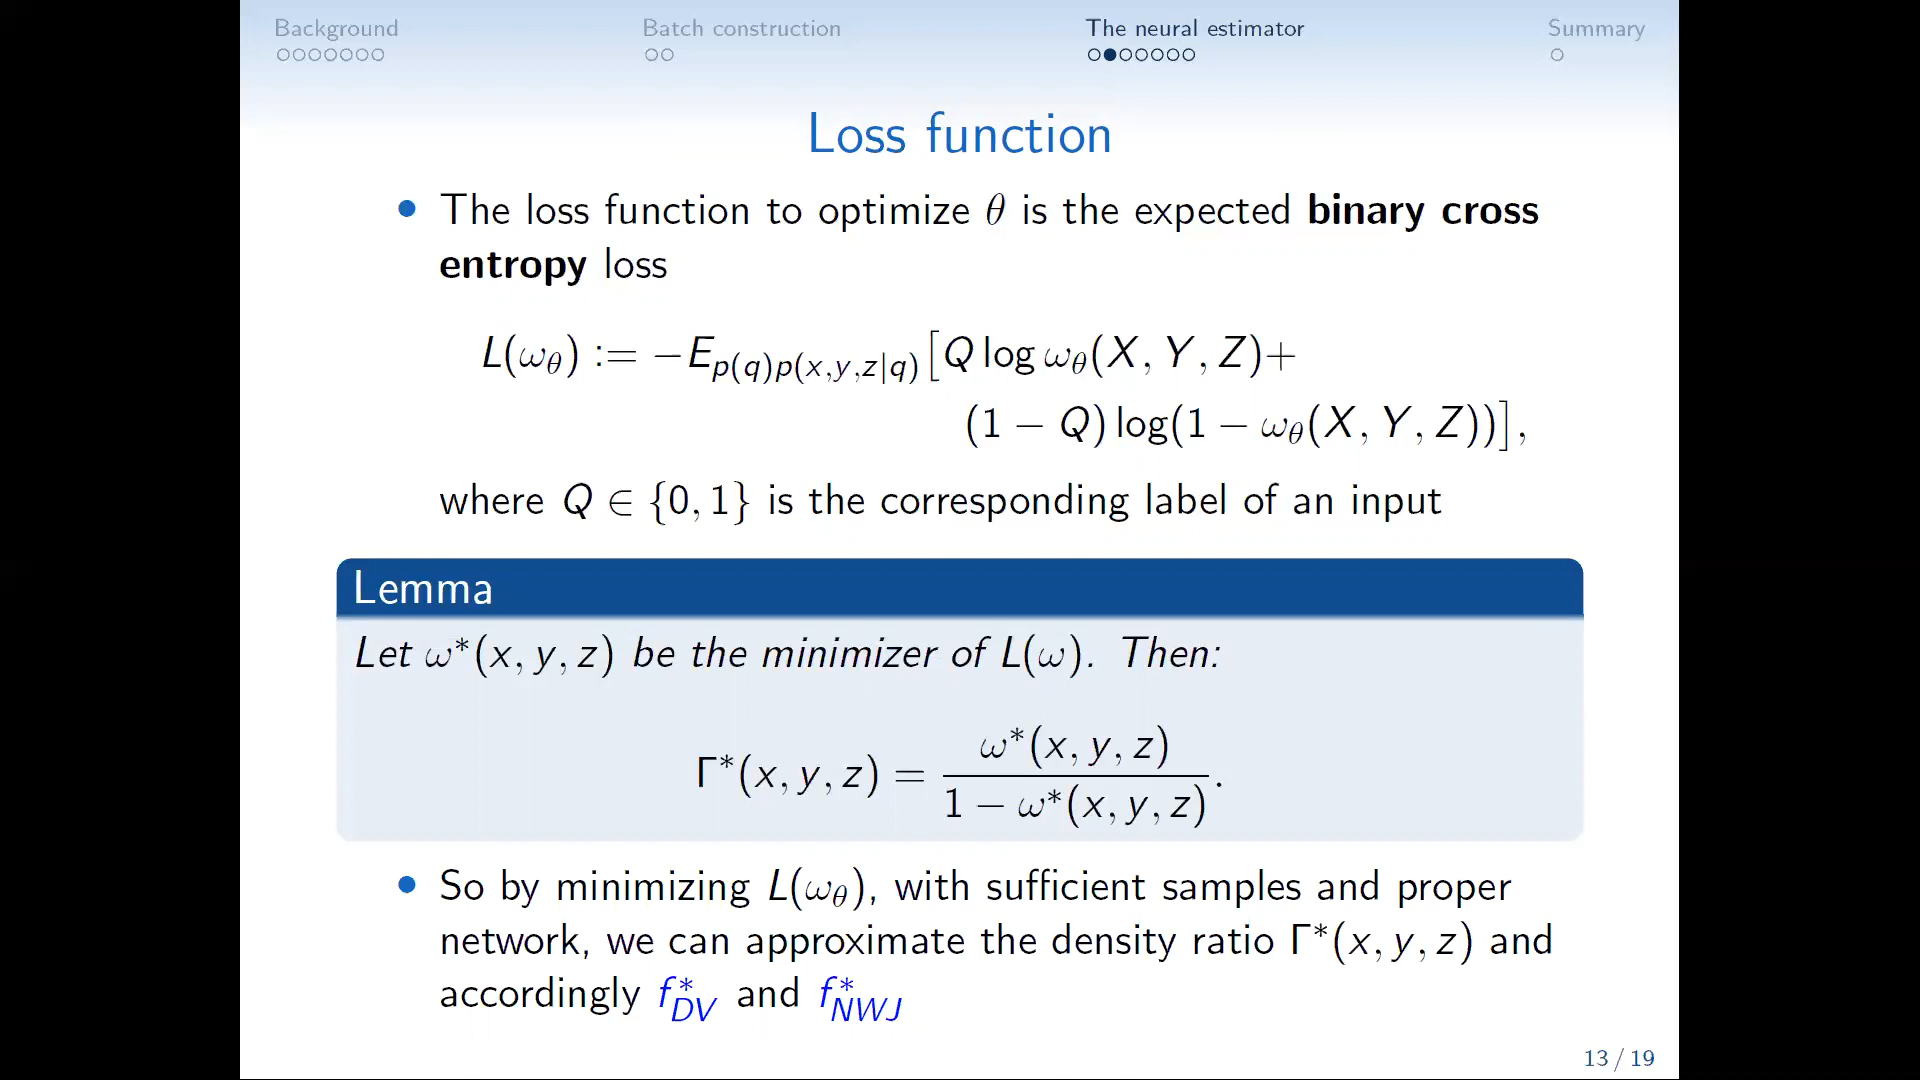 Background Batch construction The neural estimator Summary
Loss function
• The loss function to optimize θ is the expected binary cross
entropy loss
L(ω_θ) := −E_{p(q)p(x,y,z|q)}[Q log ω_θ(X, Y, Z)+
(1 − Q) log(1 − ω_θ(X, Y, Z))],
where Q ∈ {0, 1} is the corresponding label of an input
Lemma
Let ω*(x, y, z) be the minimizer of L(ω). Then:
Γ*(x, y, z) = ω*(x, y, z) / (1 − ω*(x, y, z)).
• So by minimizing L(ω_θ), with sufficient samples and proper
network, we can approximate the density ratio Γ*(x, y, z) and
accordingly f*_{DV} and f*_{NWJ}
13 / 19